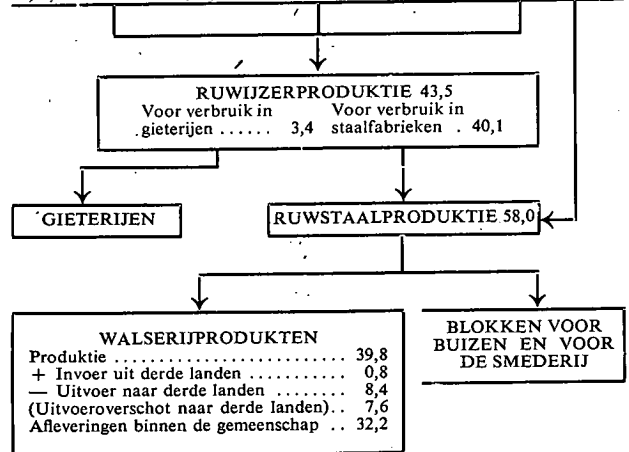 RUWIJZERPRODUKTIE 43,5
Voor verbruik in Voor verbruik in
gieterijen ...... 3,4 staalfabrieken . 40,1
GIETERIJEN
RUWSTAALPRODUKTIE 58,0
WALSERIJPRODUKTEN
Produktie ........................ 39,8
+ Invoer uit derde landen ........... 0,8
— Uitvoer naar derde landen ........ 8,4
(Uitvoeroverschot naar derde landen).. 7,6
Afleveringen binnen de gemeenschap .. 32,2
BLOKKEN VOOR
BUIZEN EN VOOR
DE SMEDERIJ